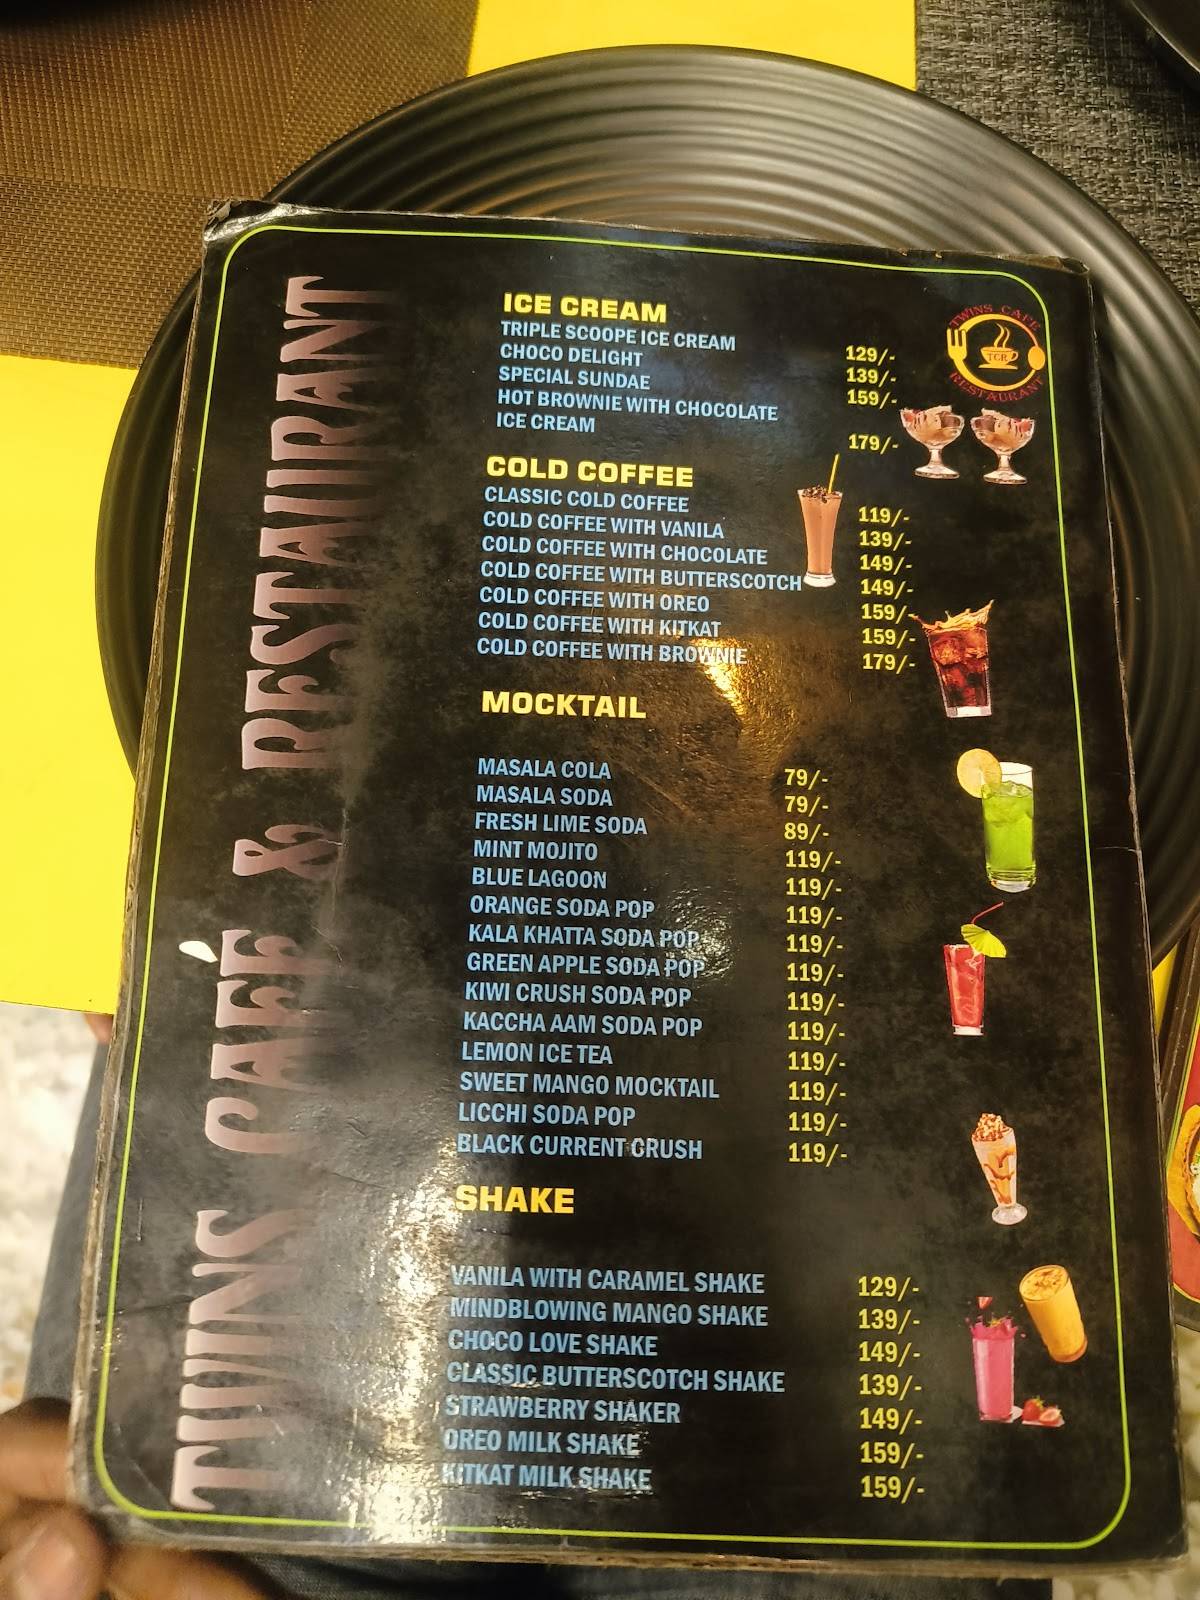 TWINS CAFE & RESTAURANT
TWINS CAFE
TCR
RESTAURANT
ICE CREAM
TRIPLE SCOOPE ICE CREAM 129/-
CHOCO DELIGHT 139/-
SPECIAL SUNDAE 159/-
HOT BROWNIE WITH CHOCOLATE
ICE CREAM 179/-
COLD COFFEE
CLASSIC COLD COFFEE 119/-
COLD COFFEE WITH VANILA 139/-
COLD COFFEE WITH CHOCOLATE 149/-
COLD COFFEE WITH BUTTERSCOTCH 149/-
COLD COFFEE WITH OREO 159/-
COLD COFFEE WITH KITKAT 159/-
COLD COFFEE WITH BROWNIE 179/-
MOCKTAIL
MASALA COLA 79/-
MASALA SODA 79/-
FRESH LIME SODA 89/-
MINT MOJITO 119/-
BLUE LAGOON 119/-
ORANGE SODA POP 119/-
KALA KHATTA SODA POP 119/-
GREEN APPLE SODA POP 119/-
KIWI CRUSH SODA POP 119/-
KACCHA AAM SODA POP 119/-
LEMON ICE TEA 119/-
SWEET MANGO MOCKTAIL 119/-
LICCHI SODA POP 119/-
BLACK CURRENT CRUSH 119/-
SHAKE
VANILA WITH CARAMEL SHAKE 129/-
MINDBLOWING MANGO SHAKE 139/-
CHOCO LOVE SHAKE 149/-
CLASSIC BUTTERSCOTCH SHAKE 139/-
STRAWBERRY SHAKER 149/-
OREO MILK SHAKE 159/-
KITKAT MILK SHAKE 159/-